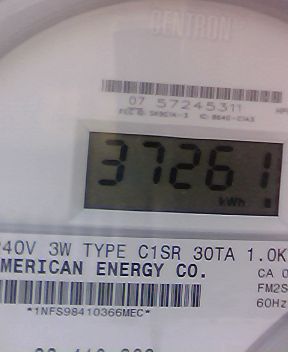 CENTRON
07 57245311
37261
kWh
240V 3W TYPE C1SR 30TA 1.0K
AMERICAN ENERGY CO.
CA 0
FM2S
60Hz
*1NFS98410366MEC*